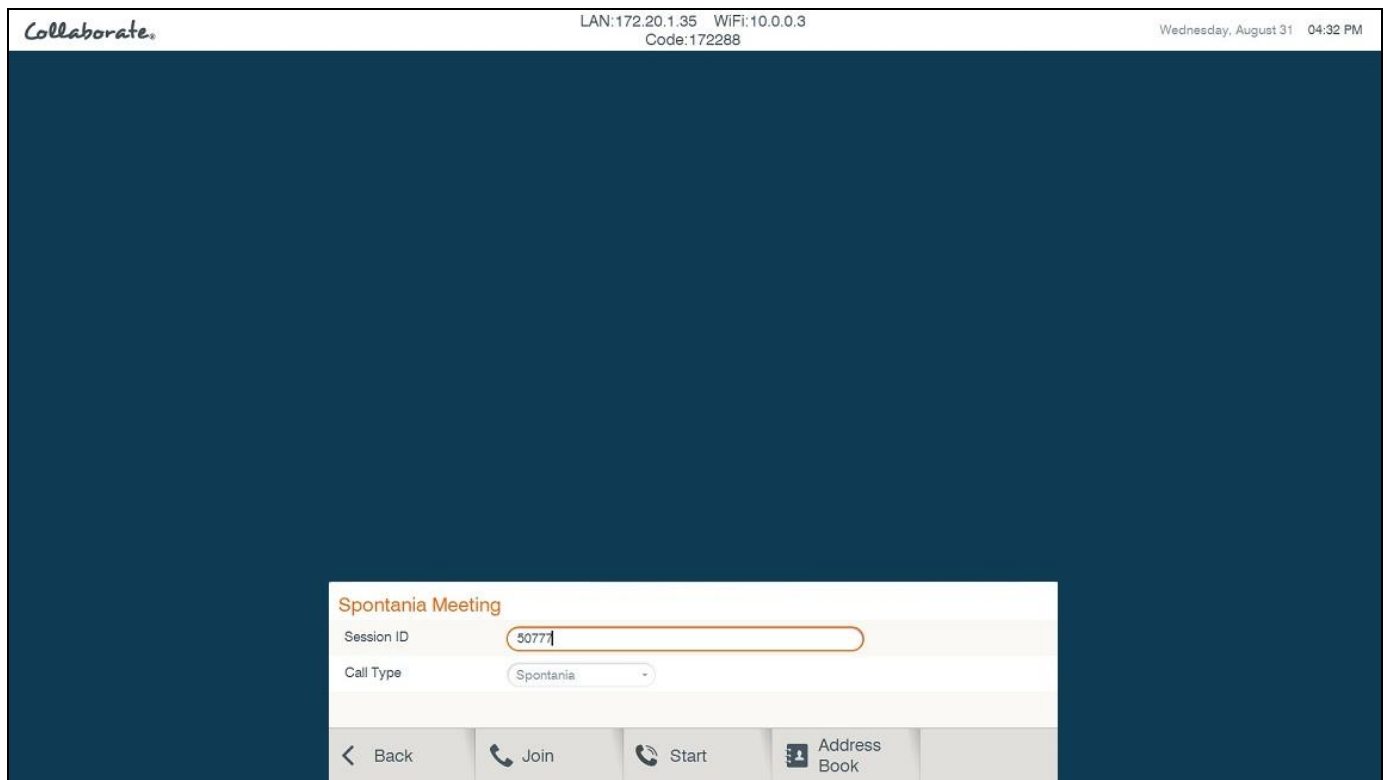 Collaborate®
LAN:172.20.1.35 WiFi:10.0.0.3
Code:172288
Wednesday, August 31 04:32 PM
Spontania Meeting
Session ID 50777
Call Type Spontania
Back Join Start Address
Book